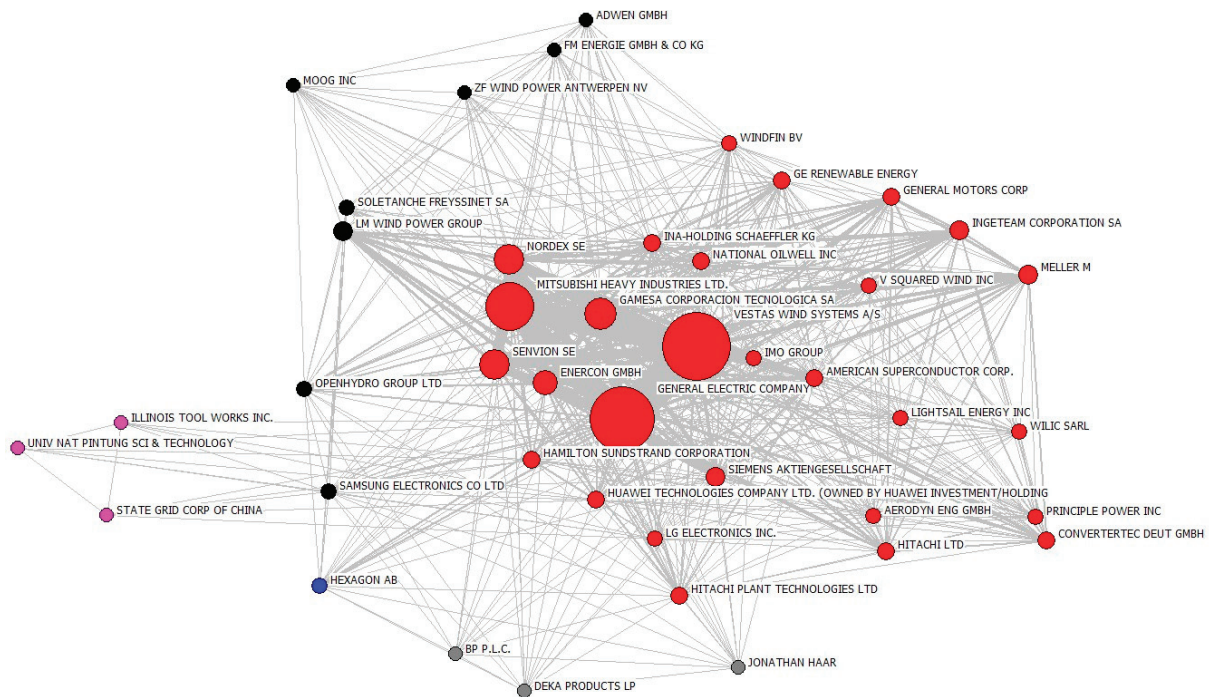 ADWEN GMBH
FM ENERGIE GMBH & CO KG
MOOG INC
ZF WIND POWER ANTWERPEN NV
WINDFIN BV
GE RENEWABLE ENERGY
GENERAL MOTORS CORP
SOLETANCHE FREYSSINET SA
LM WIND POWER GROUP
INGETEAM CORPORATION SA
INA-HOLDING SCHAEFFLER KG
NORDEX SE
NATIONAL OILWELL INC
MELLER M
V SQUARED WIND INC
MITSUBISHI HEAVY INDUSTRIES LTD.
GAMESA CORPORACION TECNOLOGICA SA
VESTAS WIND SYSTEMS A/S
SENVION SE
IMO GROUP
ENERCON GMBH
AMERICAN SUPERCONDUCTOR CORP.
OPENHYDRO GROUP LTD
GENERAL ELECTRIC COMPANY
ILLINOIS TOOL WORKS INC.
LIGHTSAIL ENERGY INC
WILIC SARL
UNIV NAT PINTUNG SCI & TECHNOLOGY
HAMILTON SUNDSTRAND CORPORATION
SIEMENS AKTIENGESELLSCHAFT
SAMSUNG ELECTRONICS CO LTD
HUAWEI TECHNOLOGIES COMPANY LTD. (OWNED BY HUAWEI INVESTMENT/HOLDING
STATE GRID CORP OF CHINA
AERODYN ENG GMBH
PRINCIPLE POWER INC
LG ELECTRONICS INC.
CONVERTERTEC DEUT GMBH
HITACHI LTD
HEXAGON AB
HITACHI PLANT TECHNOLOGIES LTD
BP P.L.C.
JONATHAN HAAR
DEKA PRODUCTS LP